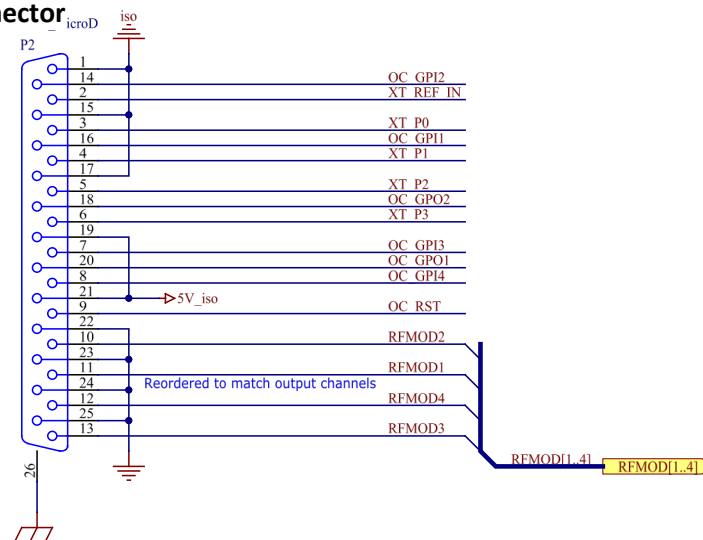 nector
_icroD
iso
P2
1
14 OC_GPI2
2 XT_REF_IN
15
3 XT_P0
16 OC_GPI1
4 XT_P1
17
5 XT_P2
18 OC_GPO2
6 XT_P3
19
7 OC_GPI3
20 OC_GPO1
8 OC_GPI4
21 5V_iso
9 OC_RST
22
10 RFMOD2
23
11 RFMOD1
24 Reordered to match output channels
12 RFMOD4
25
13 RFMOD3
RFMOD[1..4] RFMOD[1..4]
26